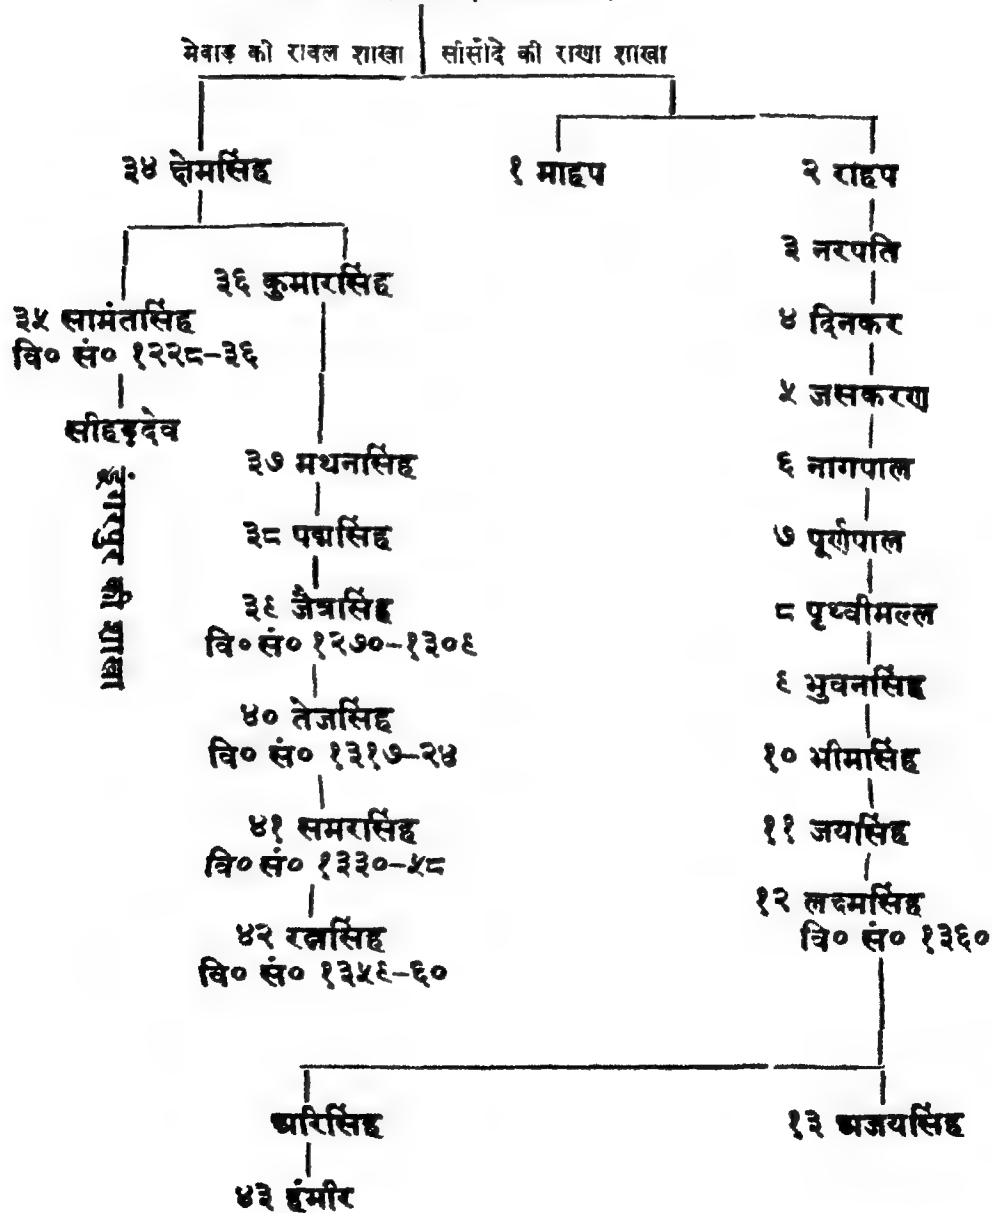 मेवाड़ की रावल शाखा सीसोदे की राणा शाखा
३४ क्षेमसिंह
१ माहप
२ राहप
३ नरपति
३६ कुमारसिंह
३५ सामंतसिंह
वि० सं० १२२८-३६
४ दिनकर
५ जसकरण
सीहड़देव
डूंगरपुर की शाखा
३७ मथनसिंह
६ नागपाल
३८ पद्मसिंह
७ पूर्णपाल
३९ जैत्रसिंह
वि० सं० १२७०-१३०९
८ पृथ्वीमल्ल
९ भुवनसिंह
४० तेजसिंह
वि० सं० १३१७-२४
१० भीमसिंह
४१ समरसिंह
वि० सं० १३३०-५८
११ जयसिंह
१२ लक्ष्मसिंह
वि० सं० १३६०
४२ रत्नसिंह
वि० सं० १३५९-६०
अरिसिंह
१३ अजयसिंह
४३ हंमीर